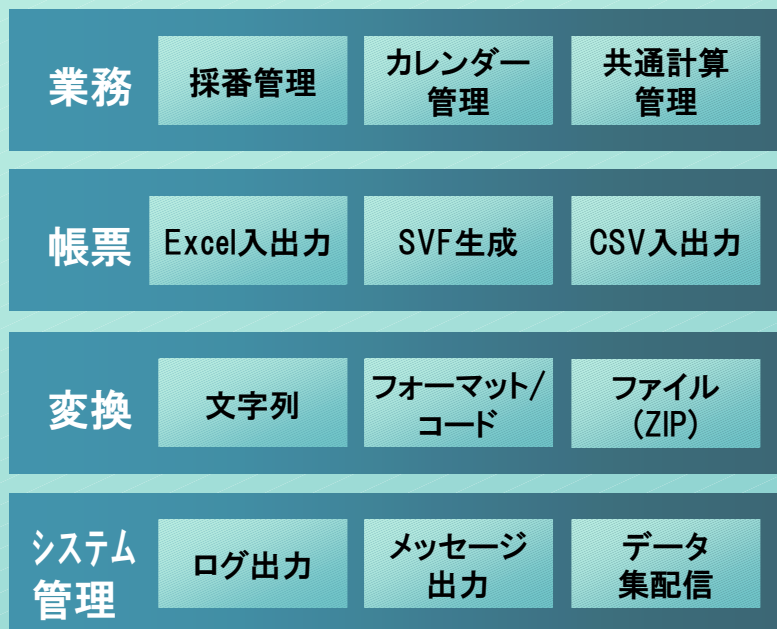 業務
採番管理
カレンダー
管理
共通計算
管理
帳票
Excel入出力
SVF生成
CSV入出力
変換
文字列
フォーマット/
コード
ファイル
(ZIP)
システム
管理
ログ出力
メッセージ
出力
データ
集配信